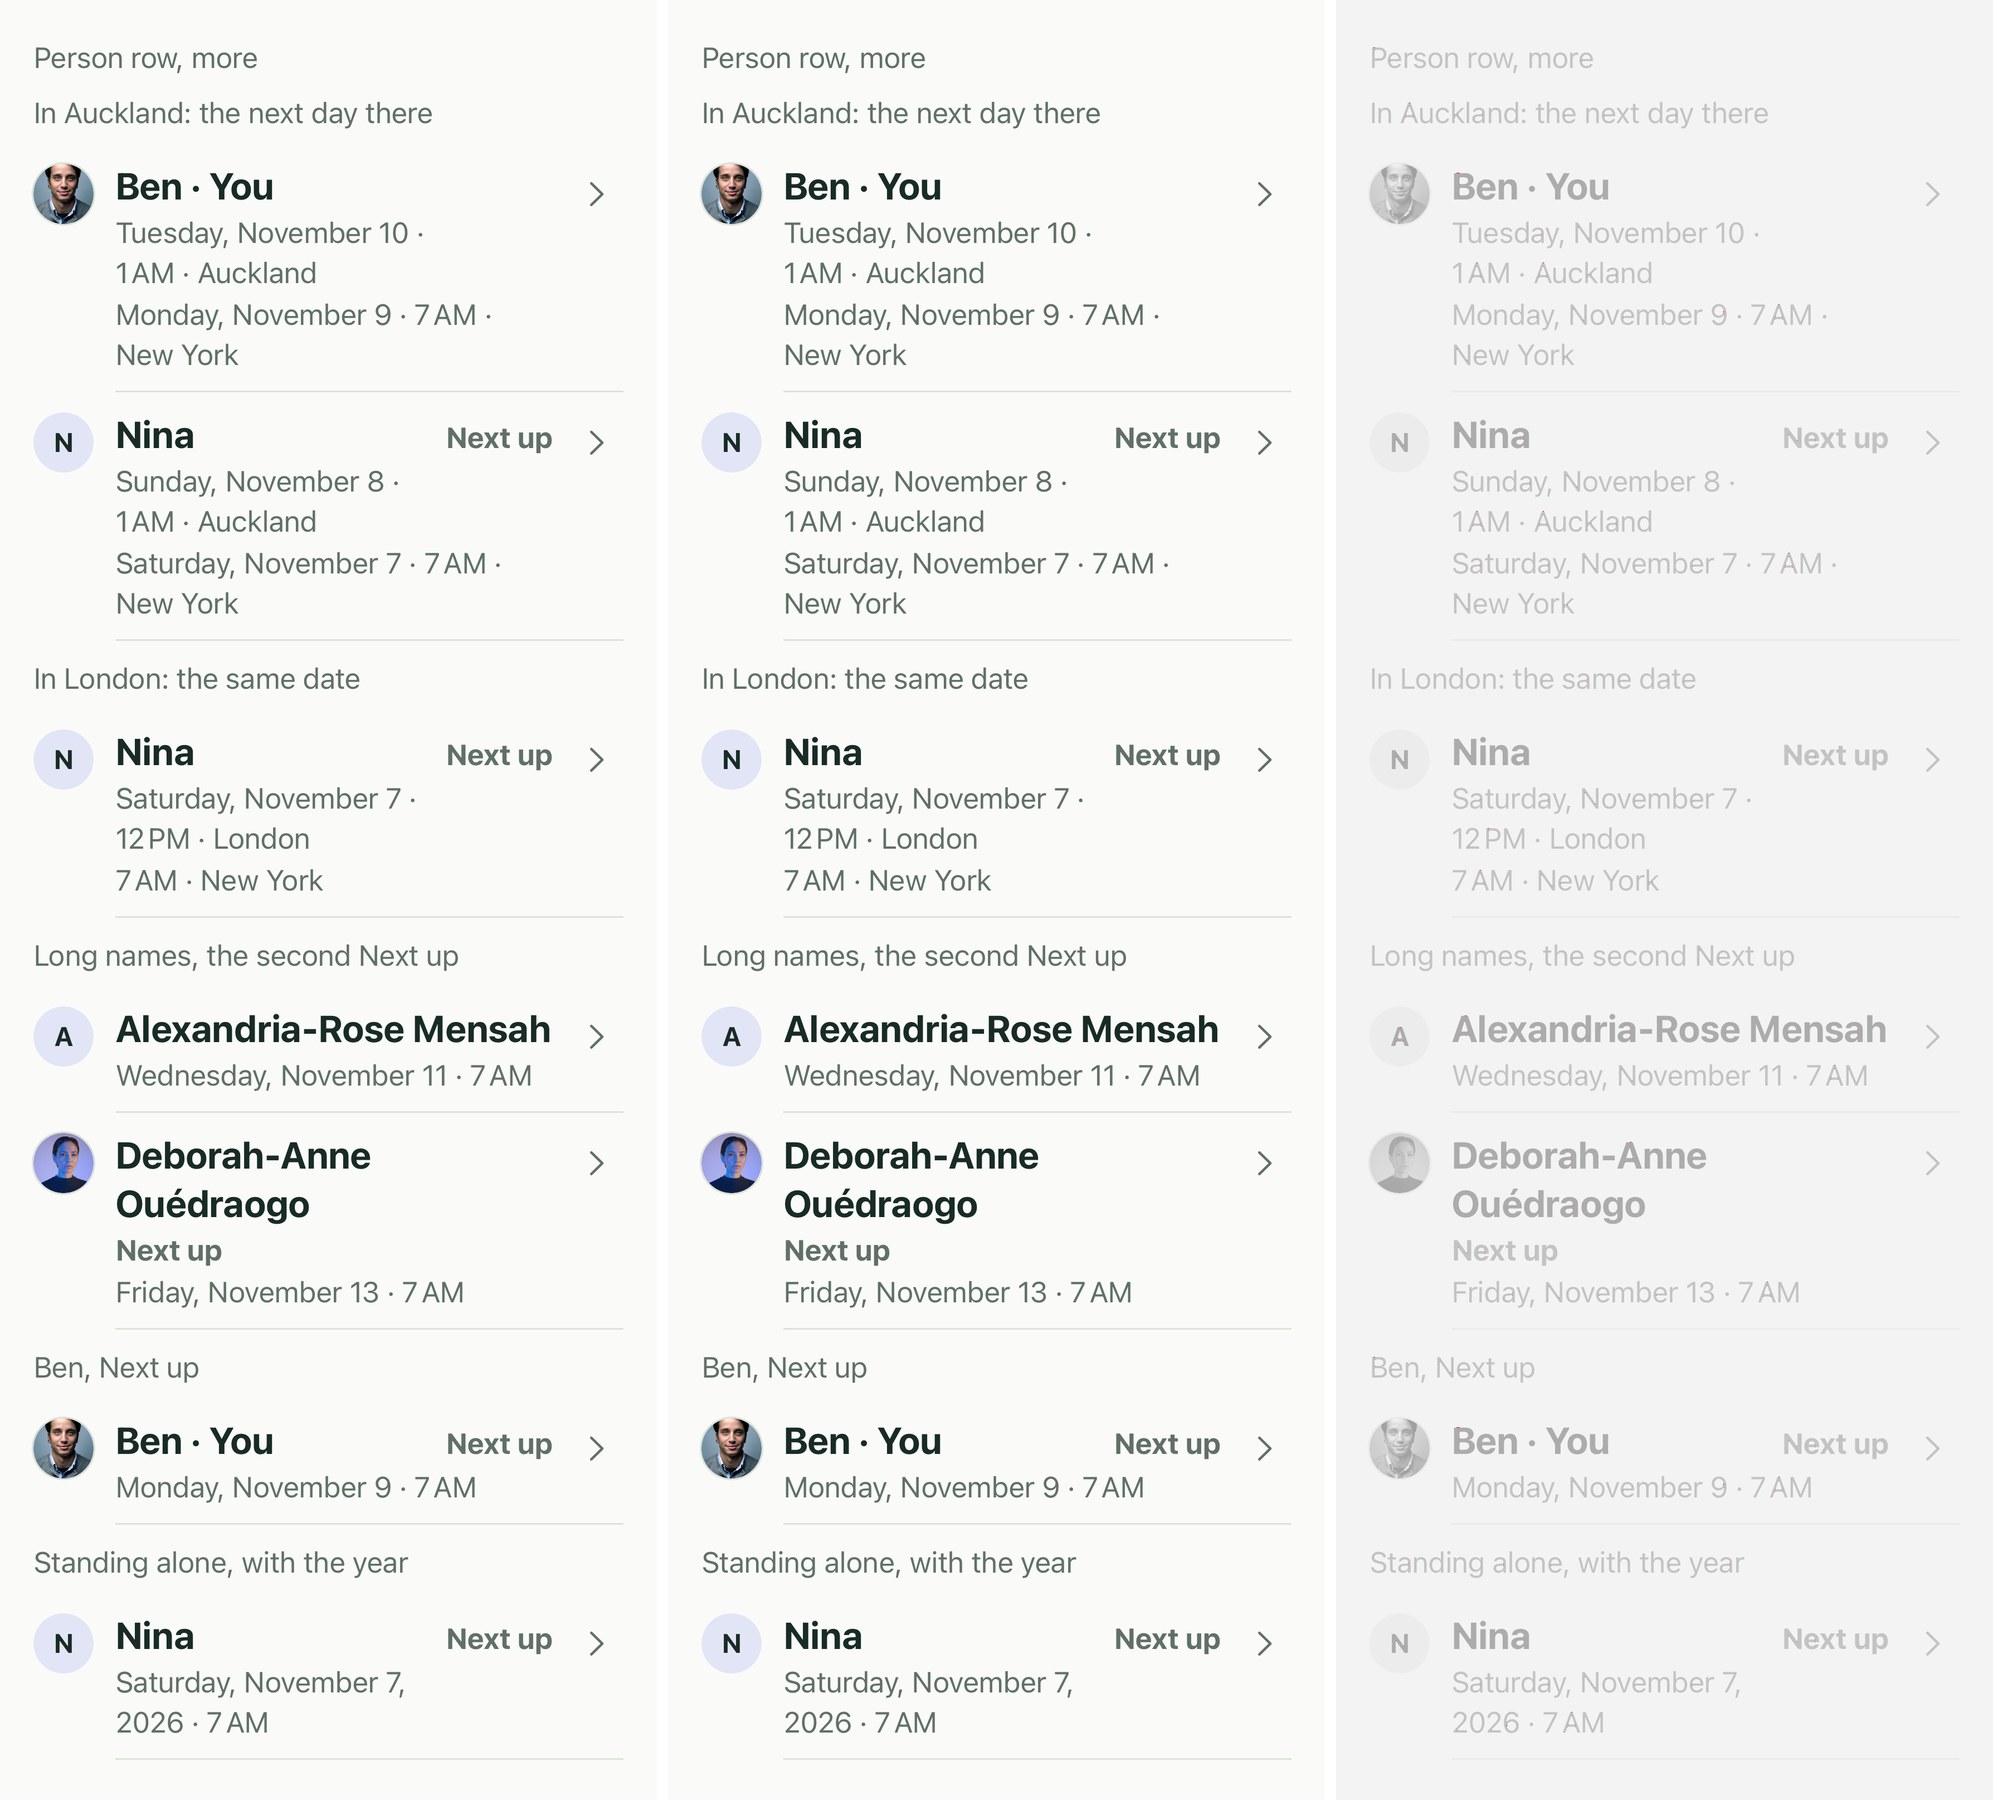 Person row, more
In Auckland: the next day there
Ben · You
Tuesday, November 10 ·
1 AM · Auckland
Monday, November 9 · 7 AM ·
New York
N
Nina
Next up
Sunday, November 8 ·
1 AM · Auckland
Saturday, November 7 · 7 AM ·
New York
In London: the same date
N
Nina
Next up
Saturday, November 7 ·
12 PM · London
7 AM · New York
Long names, the second Next up
A
Alexandria-Rose Mensah
Wednesday, November 11 · 7 AM
Deborah-Anne
Ouédraogo
Next up
Friday, November 13 · 7 AM
Ben, Next up
Ben · You
Next up
Monday, November 9 · 7 AM
Standing alone, with the year
N
Nina
Next up
Saturday, November 7,
2026 · 7 AM
Person row, more
In Auckland: the next day there
Ben · You
Tuesday, November 10 ·
1 AM · Auckland
Monday, November 9 · 7 AM ·
New York
N
Nina
Next up
Sunday, November 8 ·
1 AM · Auckland
Saturday, November 7 · 7 AM ·
New York
In London: the same date
N
Nina
Next up
Saturday, November 7 ·
12 PM · London
7 AM · New York
Long names, the second Next up
A
Alexandria-Rose Mensah
Wednesday, November 11 · 7 AM
Deborah-Anne
Ouédraogo
Next up
Friday, November 13 · 7 AM
Ben, Next up
Ben · You
Next up
Monday, November 9 · 7 AM
Standing alone, with the year
N
Nina
Next up
Saturday, November 7,
2026 · 7 AM
Person row, more
In Auckland: the next day there
Ben · You
Tuesday, November 10 ·
1 AM · Auckland
Monday, November 9 · 7 AM ·
New York
N
Nina
Next up
Sunday, November 8 ·
1 AM · Auckland
Saturday, November 7 · 7 AM ·
New York
In London: the same date
N
Nina
Next up
Saturday, November 7 ·
12 PM · London
7 AM · New York
Long names, the second Next up
A
Alexandria-Rose Mensah
Wednesday, November 11 · 7 AM
Deborah-Anne
Ouédraogo
Next up
Friday, November 13 · 7 AM
Ben, Next up
Ben · You
Next up
Monday, November 9 · 7 AM
Standing alone, with the year
N
Nina
Next up
Saturday, November 7,
2026 · 7 AM